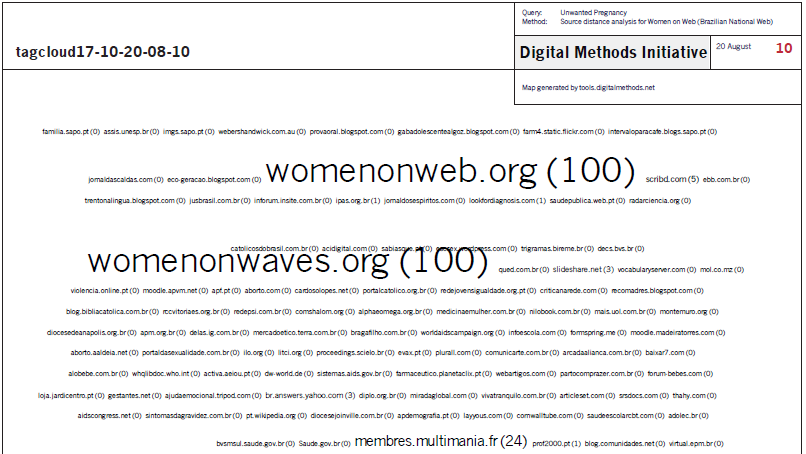 Query: Unwanted Pregnancy
Method: Source distance analysis for Women on Web (Brazilian National Web)
tagcloud17-10-20-08-10
Digital Methods Initiative
20 August
10
Map generated by tools.digitalmethods.net
familia.sapo.pt (0) assis.unesp.br (0) imgs.sapo.pt (0) webershandwick.com.au (0) provaoral.blogspot.com (0) gabadolescentealgoz.blogspot.com (0) farm4.static.flickr.com (0) intervaloparacafe.blogs.sapo.pt (0)
jornaldascaldas.com (0) eco-geracao.blogspot.com (0) womenonweb.org (100) scribd.com (5) ebb.com.br (0)
trentonalingua.blogspot.com (0) jusbrasil.com.br (0) inforum.insite.com.br (0) ipas.org.br (1) jornaldosespiritos.com (0) lookfordiagnosis.com (1) saudepublica.web.pt (0) radarciencia.org (0)
catolicosdobrasil.com.br (0) acidigital.com (0) sabiasque.pt (0) esorex.wordpress.com (0) trigramas.bireme.br (0) decs.bvs.br (0)
womenonwaves.org (100) qued.com.br (0) slideshare.net (3) vocabularyserver.com (0) mol.co.mz (0)
violencia.online.pt (0) moodle.apvm.net (0) apf.pt (0) aborto.com (0) cardosolopes.net (0) portalcatolico.org.br (0) redejovensigualdade.org.pt (0) criticanarede.com (0) recomadres.blogspot.com (0)
blog.bibliacatolica.com.br (0) rccvitoriaes.org.br (0) redepsi.com.br (0) comshalom.org (0) alphaeomega.org.br (0) medicinaemulher.com.br (0) nilobook.com.br (0) mais.uol.com.br (0) montemuro.org (0)
diocesedeanapolis.org.br (0) apm.org.br (0) delas.ig.com.br (0) mercadoetico.terra.com.br (0) bragafilho.com.br (0) worldaidscampaign.org (0) infoescola.com (0) formspring.me (0) moodle.madeiratorres.com (0)
aborto.aaldeia.net (0) portaldasexualidade.com.br (0) ilo.org (0) litci.org (0) proceedings.scielo.br (0) evax.pt (0) plurall.com (0) comunicarte.com.br (0) arcadaalianca.com.br (0) baixar7.com (0)
alobebe.com.br (0) whqlibdoc.who.int (0) activa.aeiou.pt (0) dw-world.de (0) sistemas.aids.gov.br (0) farmaceutico.planetaclix.pt (0) webartigos.com (0) partocomprazer.com.br (0) forum-bebes.com (0)
loja.jardicentro.pt (0) gestantes.net (0) ajudaemocional.tripod.com (0) br.answers.yahoo.com (3) diplo.org.br (0) miradaglobal.com (0) vivatranquilo.com.br (0) articleset.com (0) srsdocs.com (0) thahy.com (0)
aidscongress.net (0) sintomasdagravidez.com.br (0) pt.wikipedia.org (0) diocesejoinville.com.br (0) apdemografia.pt (0) layyous.com (0) cornwalltube.com (0) saudeescolarcbt.com (0) adolec.br (0)
bvsmsul.saude.gov.br (0) Saude.gov.br (0) membres.multimania.fr (24) prof2000.pt (1) blog.comunidades.net (0) virtual.epm.br (0)